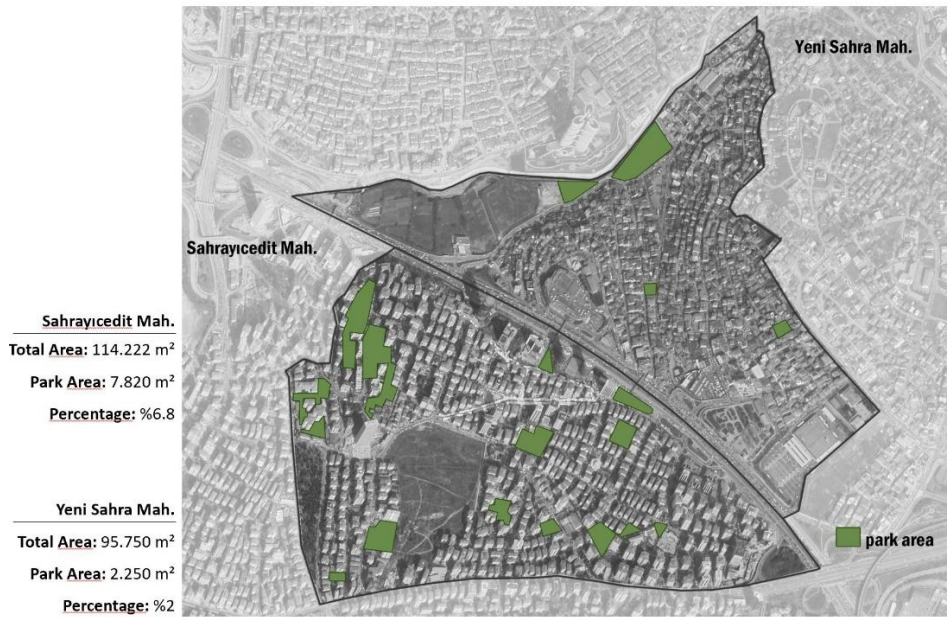 Yeni Sahra Mah.
Sahrayıcedit Mah.
Sahrayıcedit Mah.
Total Area: 114.222 m²
Park Area: 7.820 m²
Percentage: %6.8
Yeni Sahra Mah.
Total Area: 95.750 m²
Park Area: 2.250 m²
Percentage: %2
park area